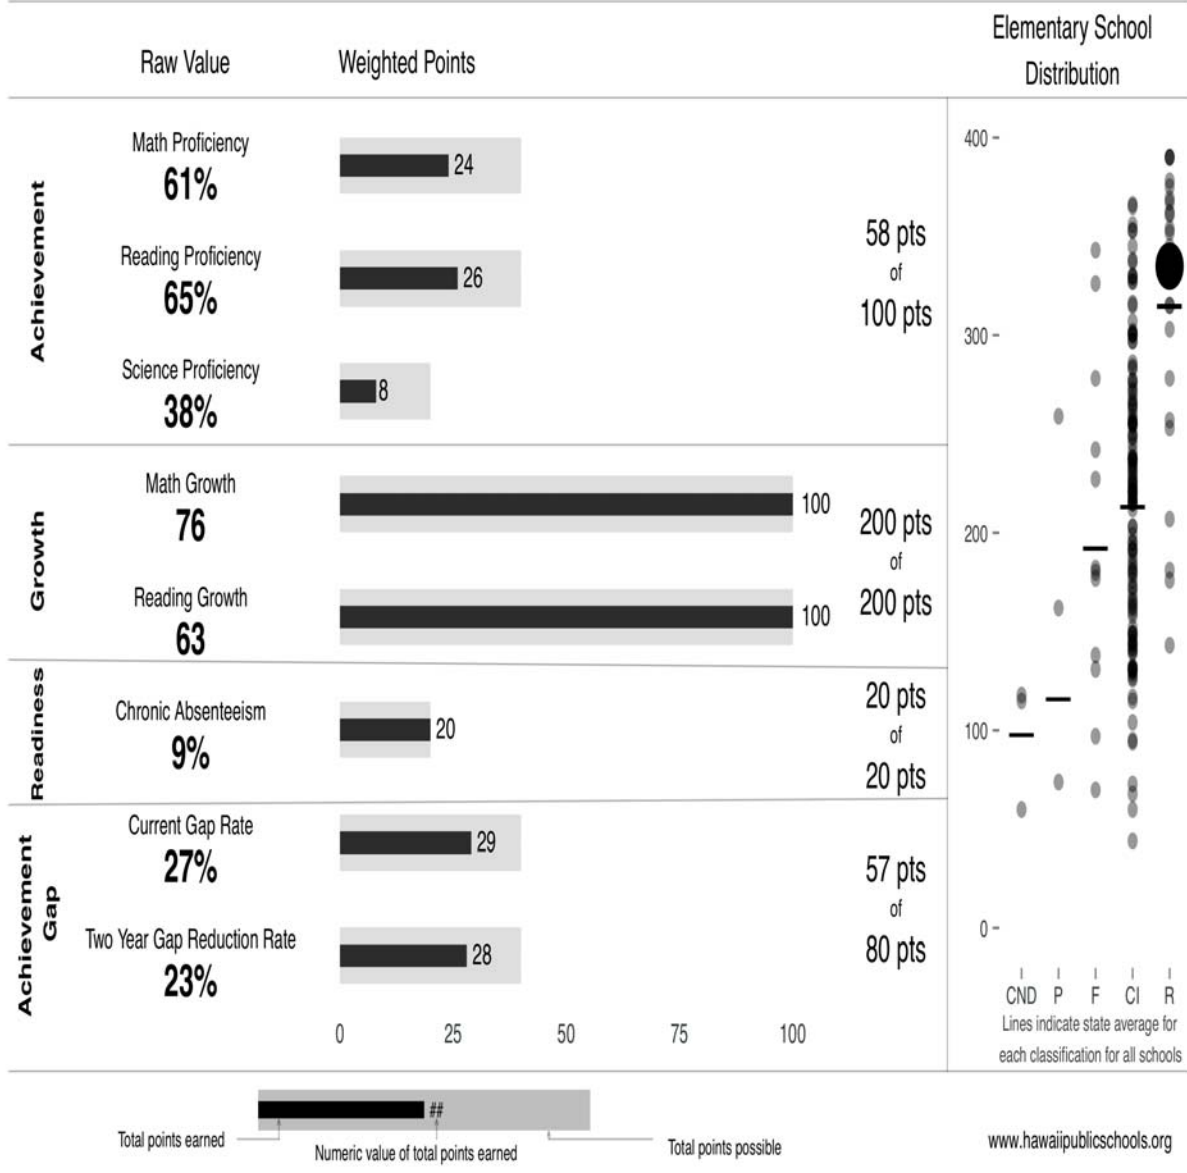 Raw Value
Weighted Points
Elementary School
Distribution
Achievement
Math Proficiency
61%
24
Reading Proficiency
65%
26
Science Proficiency
38%
8
58 pts
of
100 pts
Growth
Math Growth
76
100
Reading Growth
63
100
200 pts
of
200 pts
Readiness
Chronic Absenteeism
9%
20
20 pts
of
20 pts
Achievement
Gap
Current Gap Rate
27%
29
Two Year Gap Reduction Rate
23%
28
57 pts
of
80 pts
0 25 50 75 100
400
300
200
100
0
CND P F CI R
Lines indicate state average for
each classification for all schools
##
Total points earned
Numeric value of total points earned
Total points possible
www.hawaiipublicschools.org